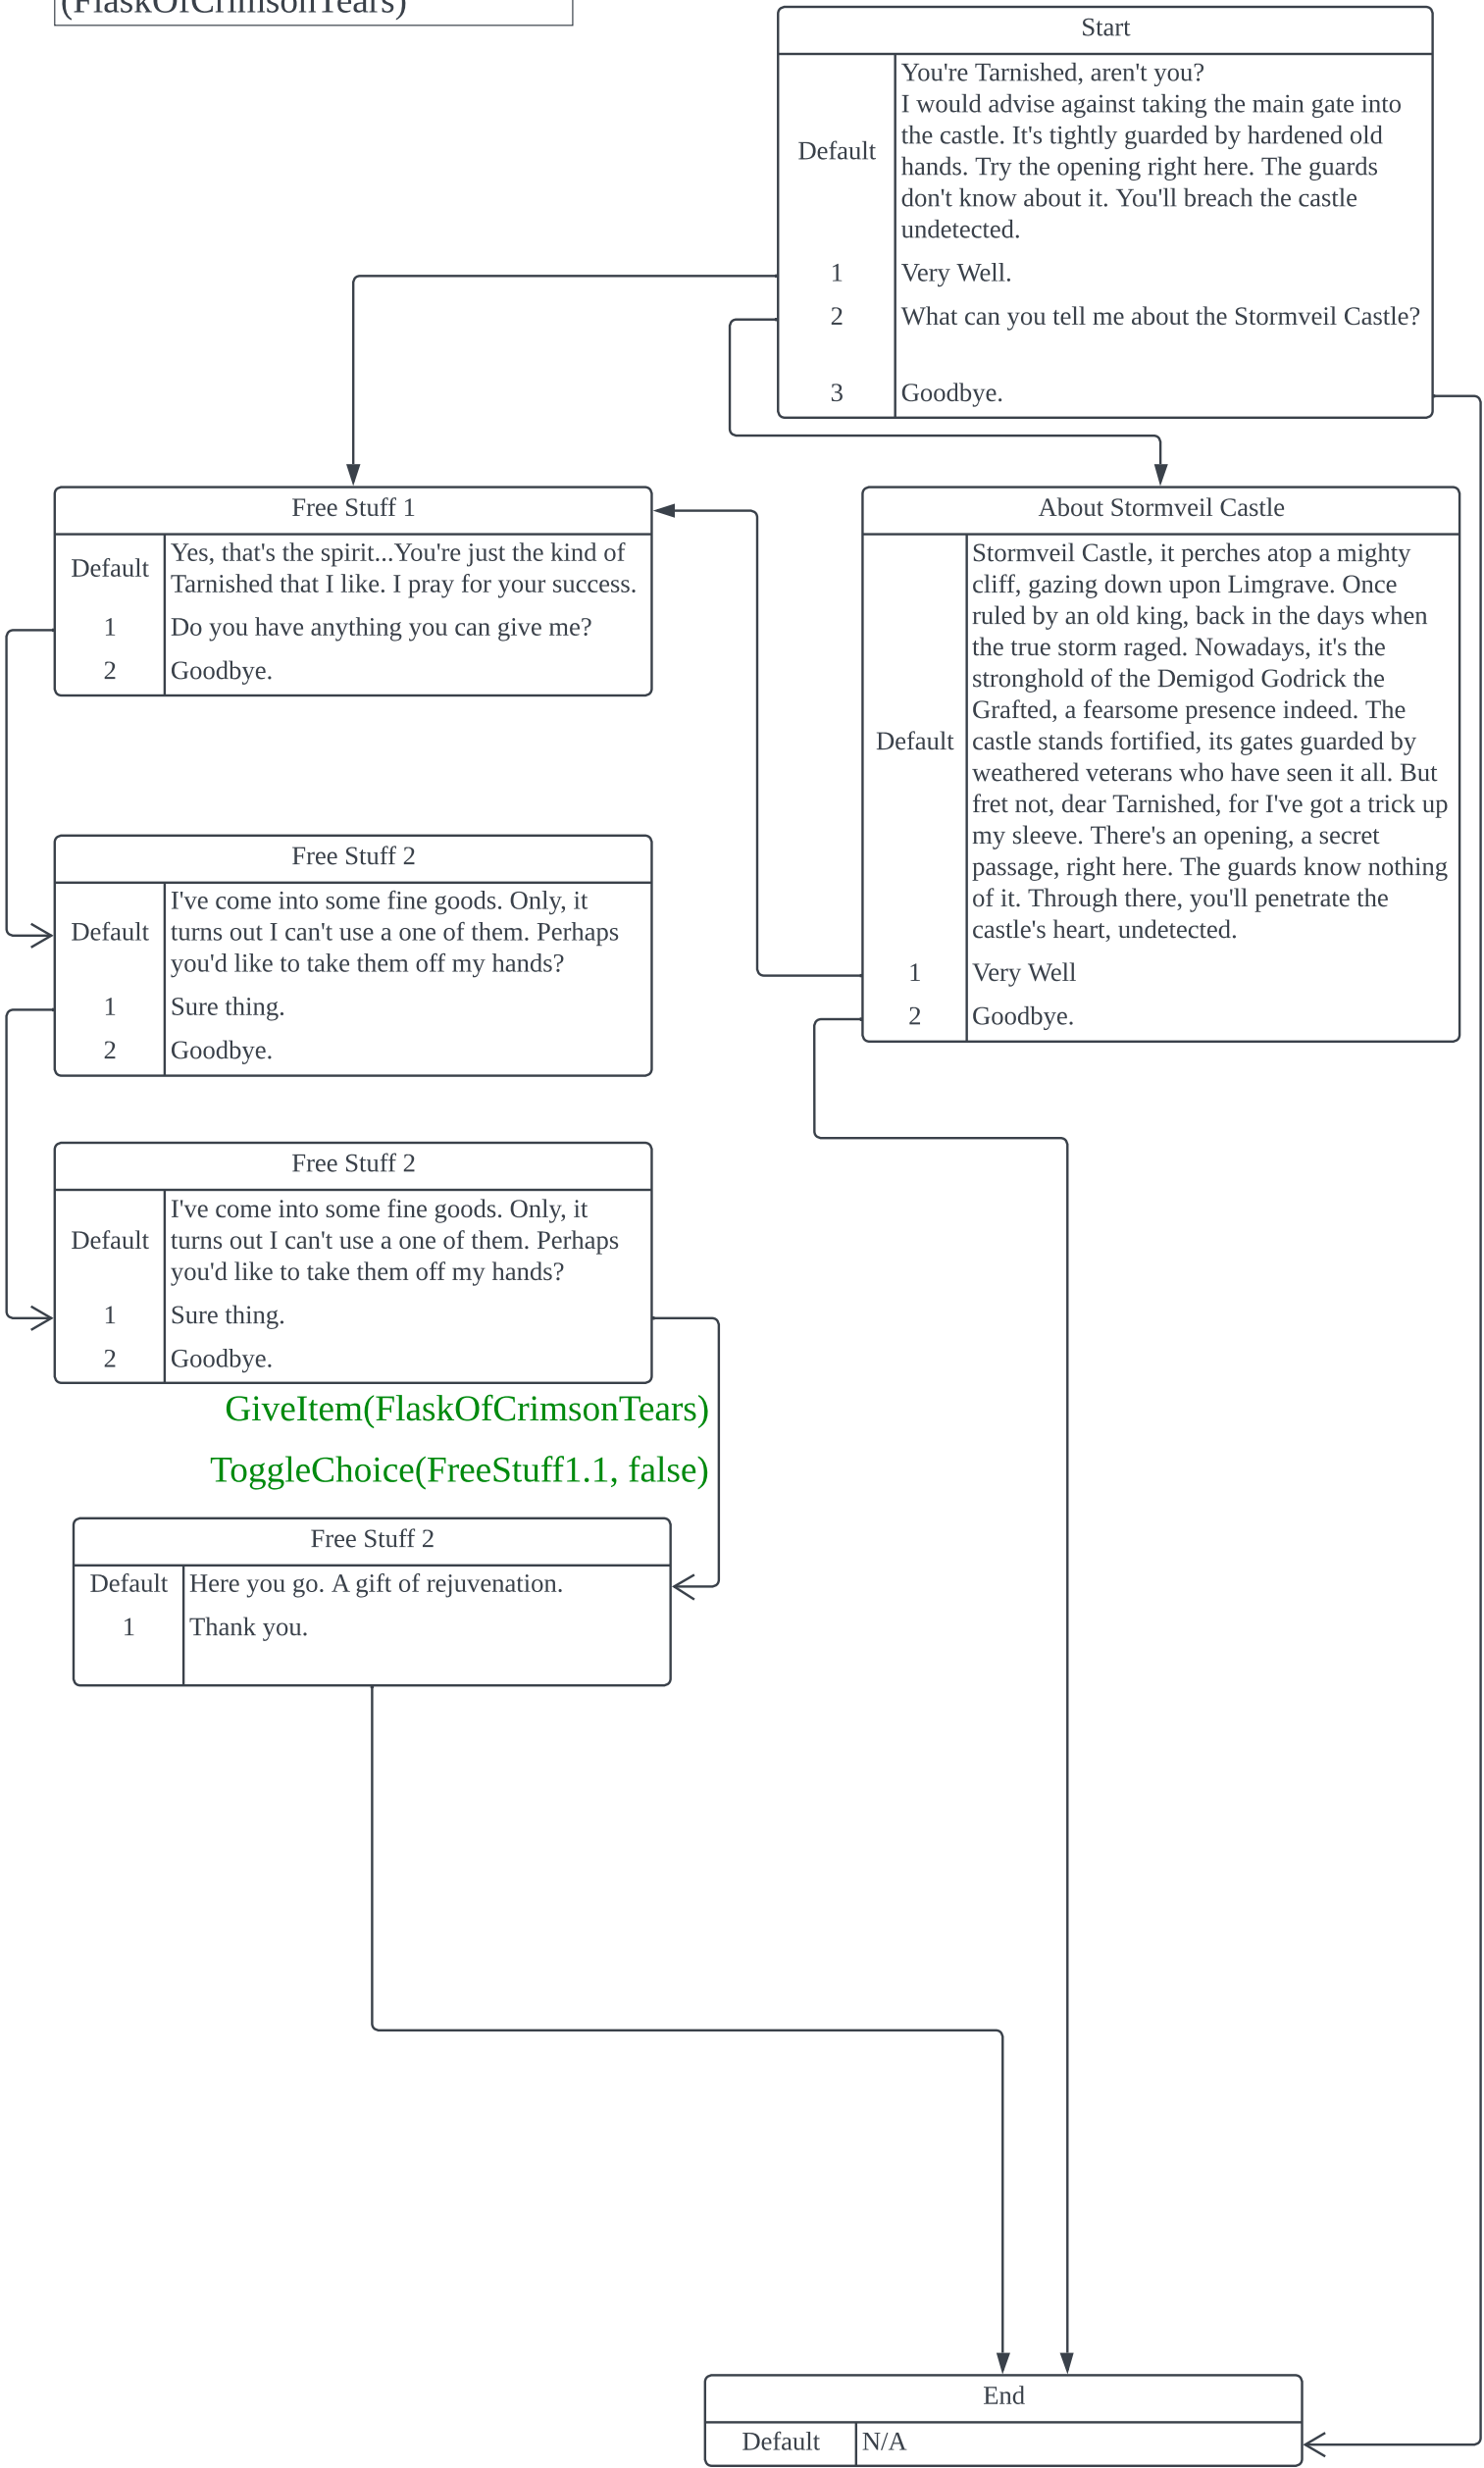 (FlaskOfCrimsonTears)
Start
Default
You're Tarnished, aren't you?
I would advise against taking the main gate into
the castle. It's tightly guarded by hardened old
hands. Try the opening right here. The guards
don't know about it. You'll breach the castle
undetected.
1 Very Well.
2 What can you tell me about the Stormveil Castle?
3 Goodbye.
Free Stuff 1
Default
Yes, that's the spirit...You're just the kind of
Tarnished that I like. I pray for your success.
1 Do you have anything you can give me?
2 Goodbye.
About Stormveil Castle
Default
Stormveil Castle, it perches atop a mighty
cliff, gazing down upon Limgrave. Once
ruled by an old king, back in the days when
the true storm raged. Nowadays, it's the
stronghold of the Demigod Godrick the
Grafted, a fearsome presence indeed. The
castle stands fortified, its gates guarded by
weathered veterans who have seen it all. But
fret not, dear Tarnished, for I've got a trick up
my sleeve. There's an opening, a secret
passage, right here. The guards know nothing
of it. Through there, you'll penetrate the
castle's heart, undetected.
1 Very Well
2 Goodbye.
Free Stuff 2
Default
I've come into some fine goods. Only, it
turns out I can't use a one of them. Perhaps
you'd like to take them off my hands?
1 Sure thing.
2 Goodbye.
Free Stuff 2
Default
I've come into some fine goods. Only, it
turns out I can't use a one of them. Perhaps
you'd like to take them off my hands?
1 Sure thing.
2 Goodbye.
GiveItem(FlaskOfCrimsonTears)
ToggleChoice(FreeStuff1.1, false)
Free Stuff 2
Default Here you go. A gift of rejuvenation.
1 Thank you.
End
Default N/A